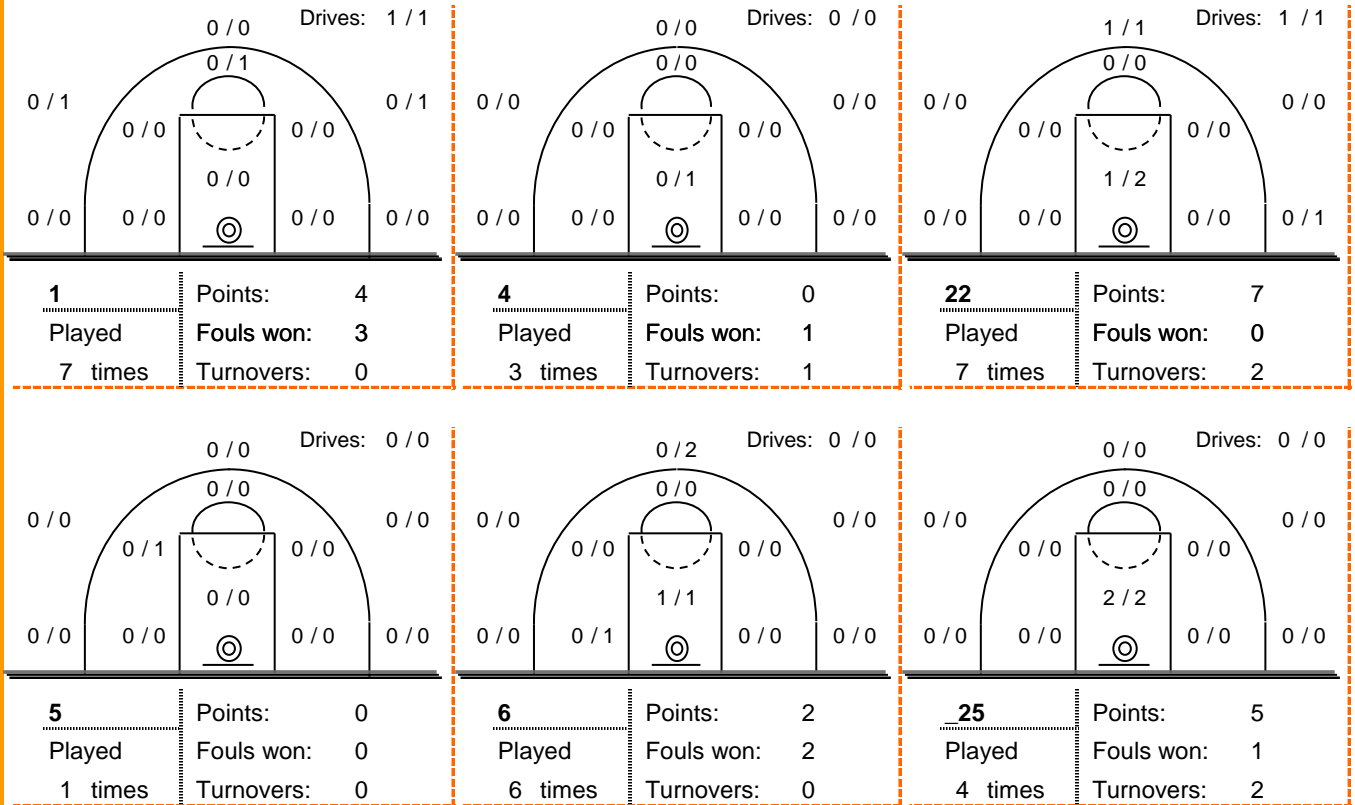 Drives: 1 / 1
0 / 0
0 / 1
0 / 1
0 / 1
0 / 0
0 / 0
0 / 0
0 / 0
0 / 0
0 / 0
0 / 0
1
Points: 4
Played
Fouls won: 3
7 times
Turnovers: 0
Drives: 0 / 0
0 / 0
0 / 0
0 / 0
0 / 0
0 / 0
0 / 0
0 / 1
0 / 0
0 / 0
0 / 0
0 / 0
4
Points: 0
Played
Fouls won: 1
3 times
Turnovers: 1
Drives: 1 / 1
1 / 1
0 / 0
0 / 0
0 / 0
0 / 0
0 / 0
1 / 2
0 / 0
0 / 0
0 / 0
0 / 1
22
Points: 7
Played
Fouls won: 0
7 times
Turnovers: 2
Drives: 0 / 0
0 / 0
0 / 0
0 / 0
0 / 0
0 / 1
0 / 0
0 / 0
0 / 0
0 / 0
0 / 0
0 / 0
5
Points: 0
Played
Fouls won: 0
1 times
Turnovers: 0
Drives: 0 / 0
0 / 2
0 / 0
0 / 0
0 / 0
0 / 0
0 / 0
1 / 1
0 / 0
0 / 1
0 / 0
0 / 0
6
Points: 2
Played
Fouls won: 2
6 times
Turnovers: 0
Drives: 0 / 0
0 / 0
0 / 0
0 / 0
0 / 0
0 / 0
0 / 0
2 / 2
0 / 0
0 / 0
0 / 0
0 / 0
_25
Points: 5
Played
Fouls won: 1
4 times
Turnovers: 2